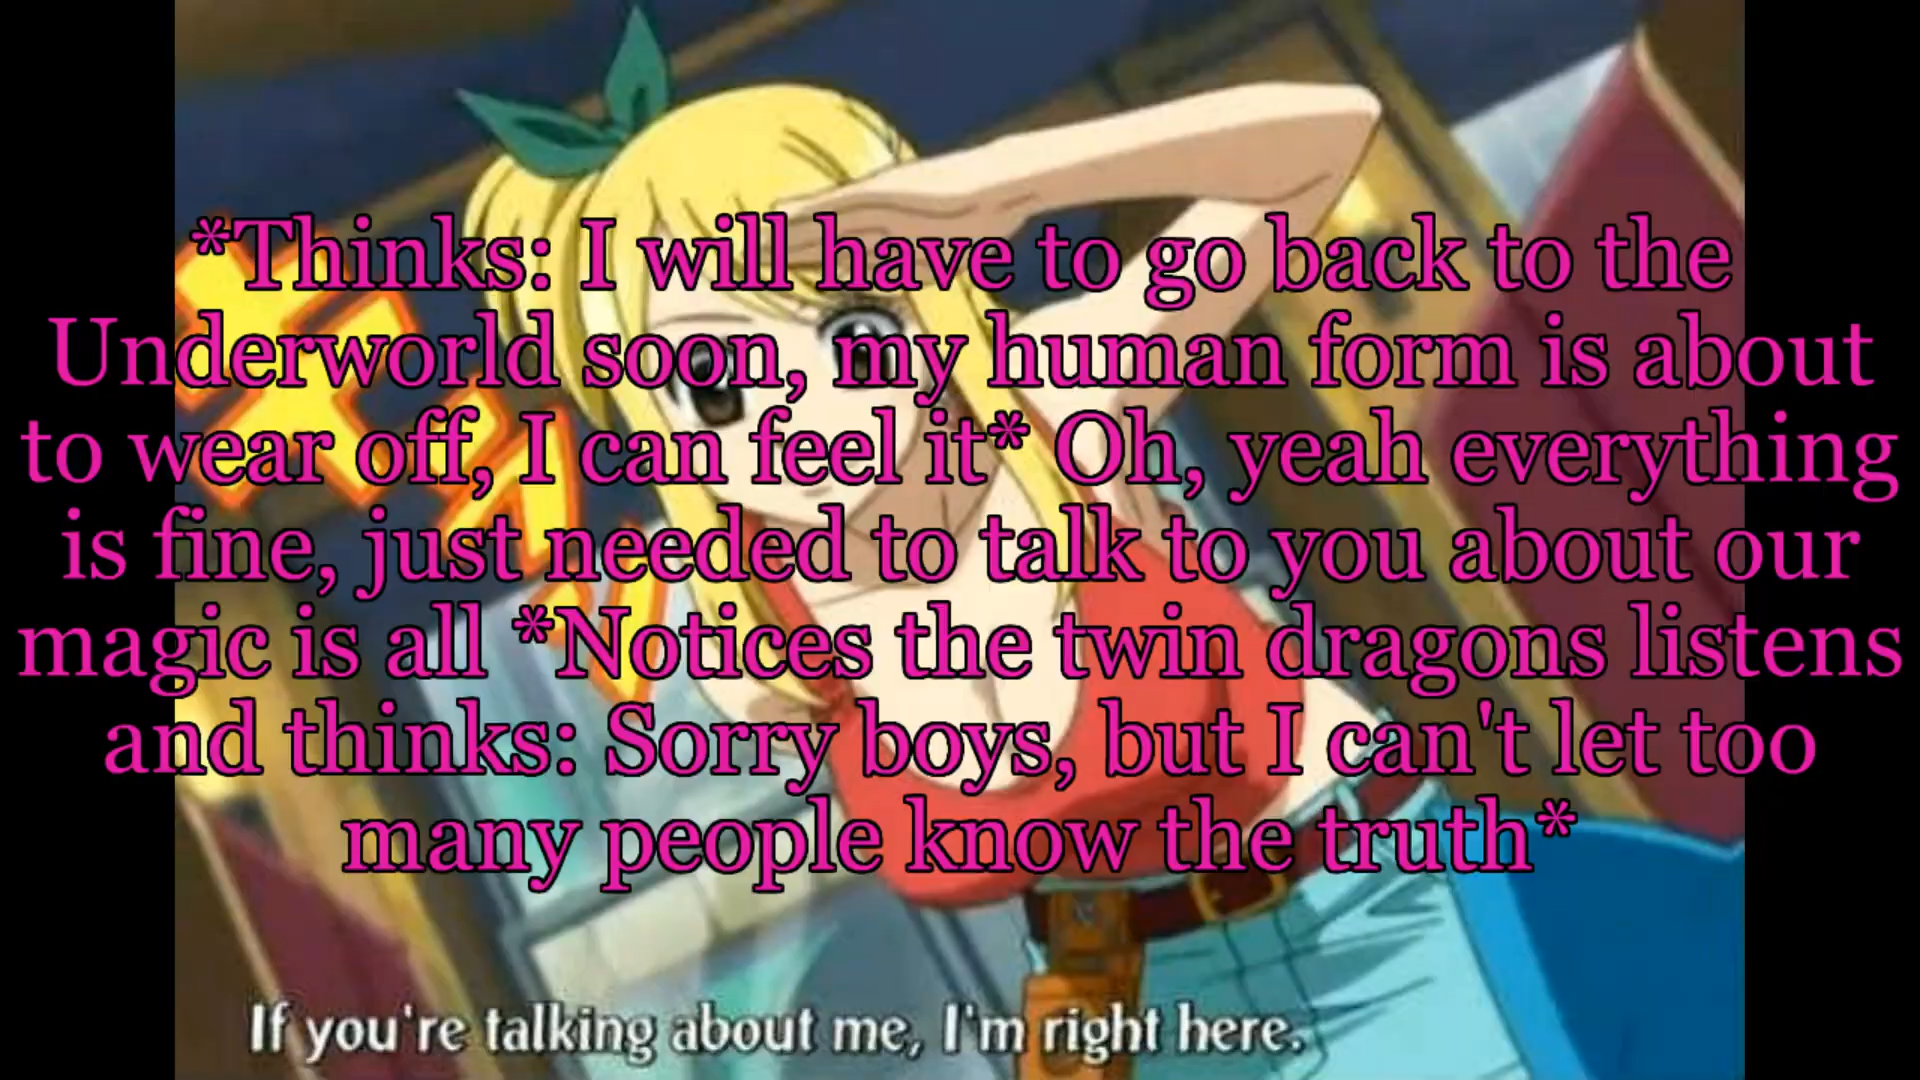 *Thinks: I will have to go back to the
Underworld soon, my human form is about
to wear off, I can feel it* Oh, yeah everything
is fine, just needed to talk to you about our
magic is all *Notices the twin dragons listens
and thinks: Sorry boys, but I can't let too
many people know the truth*
If you're talking about me, I'm right here.